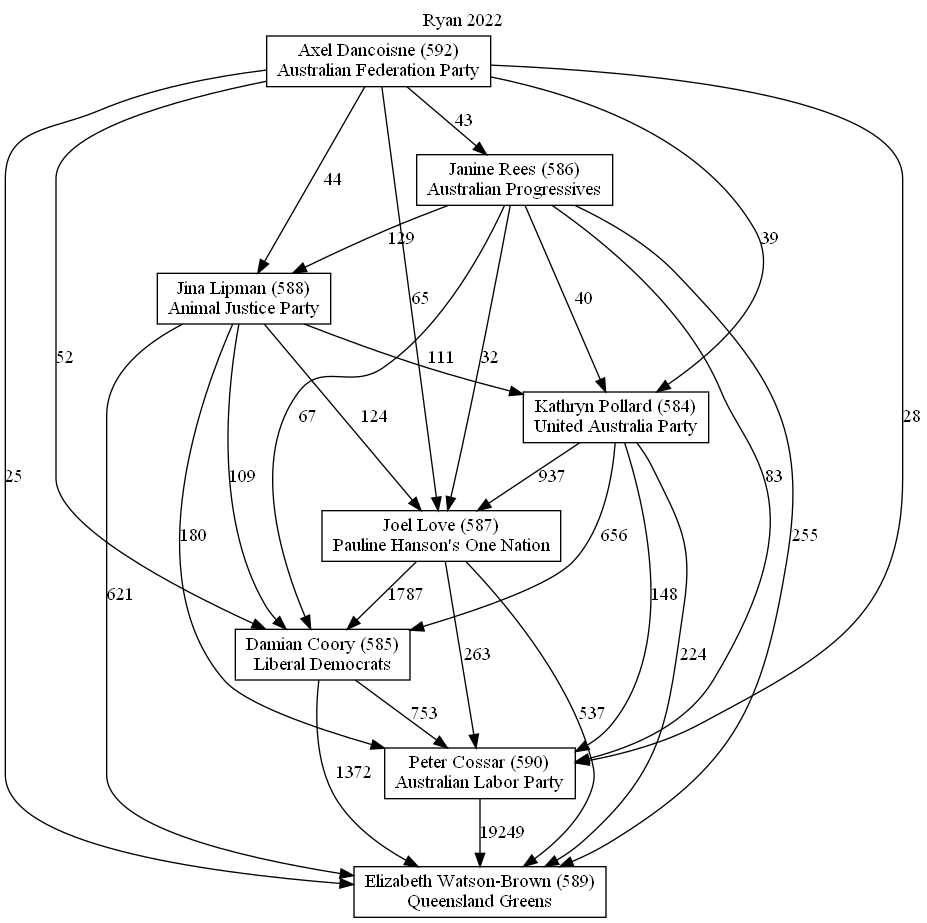 Ryan 2022
Axel Dancoisne (592)
Australian Federation Party
43
Janine Rees (586)
Australian Progressives
44
129
39
Jina Lipman (588)
Animal Justice Party
65
40
52
111
32
Kathryn Pollard (584)
United Australia Party
67
124
28
25
109
937
83
Joel Love (587)
Pauline Hanson's One Nation
180
656
255
621
1787
148
Damian Coory (585)
Liberal Democrats
263
224
753
537
Peter Cossar (590)
Australian Labor Party
1372
19249
Elizabeth Watson-Brown (589)
Queensland Greens